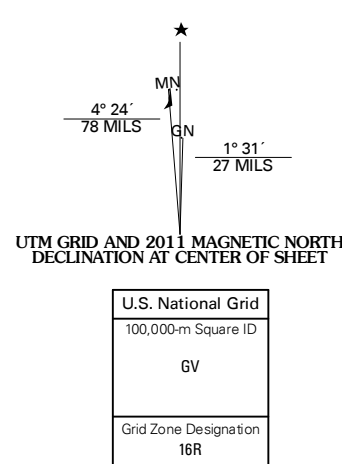 ★
MN
4° 24´
78 MILS
GN
1° 31´
27 MILS
UTM GRID AND 2011 MAGNETIC NORTH
DECLINATION AT CENTER OF SHEET
U.S. National Grid
100,000-m Square ID
GV
Grid Zone Designation
16R